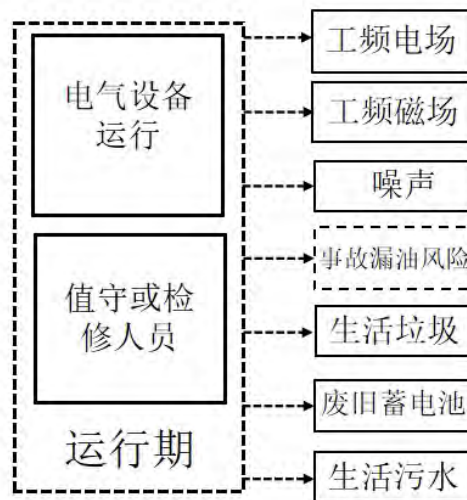 电气设备
运行
值守或检
修人员
运行期
工频电场
工频磁场
噪声
事故漏油风险
生活垃圾
废旧蓄电池
生活污水